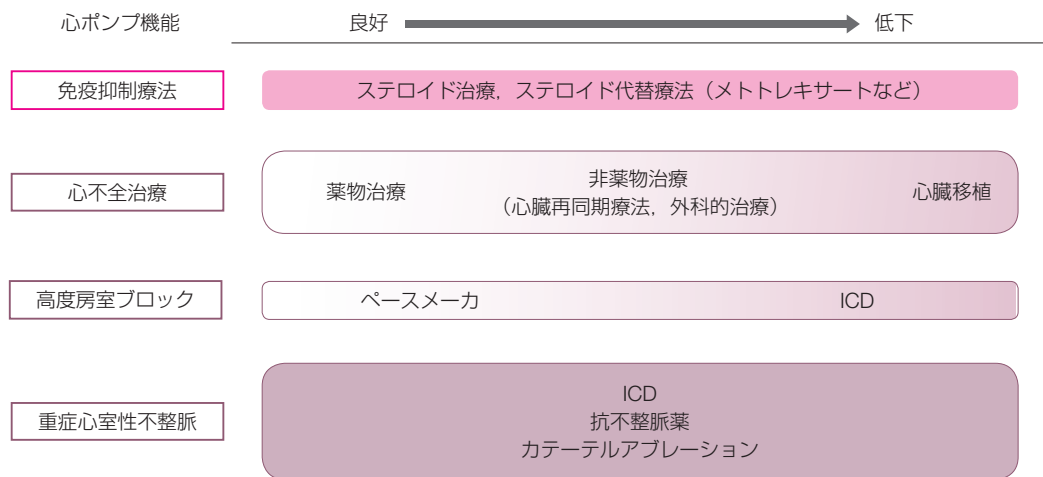 心ポンプ機能
良好
低下
免疫抑制療法
ステロイド治療，ステロイド代替療法（メトトレキサートなど）
心不全治療
薬物治療
非薬物治療
（心臓再同期療法，外科的治療）
心臓移植
高度房室ブロック
ペースメーカ
ICD
重症心室性不整脈
ICD
抗不整脈薬
カテーテルアブレーション